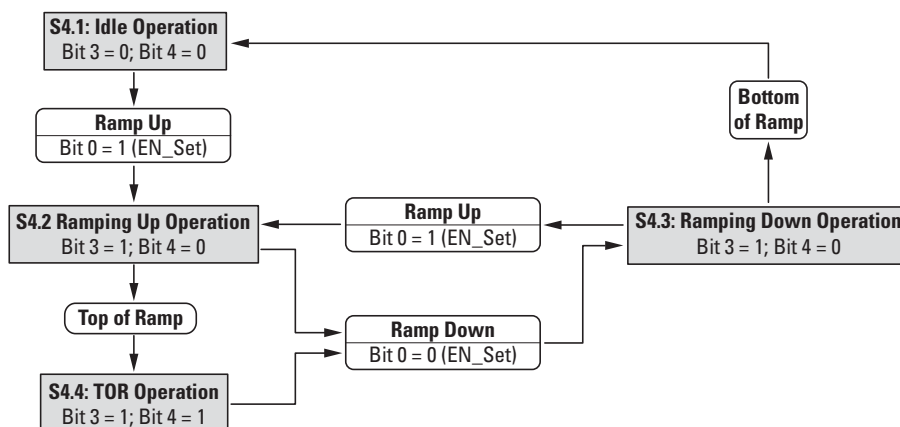 S4.1: Idle Operation
Bit 3 = 0; Bit 4 = 0
Bottom
of Ramp
Ramp Up
Bit 0 = 1 (EN_Set)
S4.2 Ramping Up Operation
Bit 3 = 1; Bit 4 = 0
Ramp Up
Bit 0 = 1 (EN_Set)
S4.3: Ramping Down Operation
Bit 3 = 1; Bit 4 = 0
Top of Ramp
Ramp Down
Bit 0 = 0 (EN_Set)
S4.4: TOR Operation
Bit 3 = 1; Bit 4 = 1